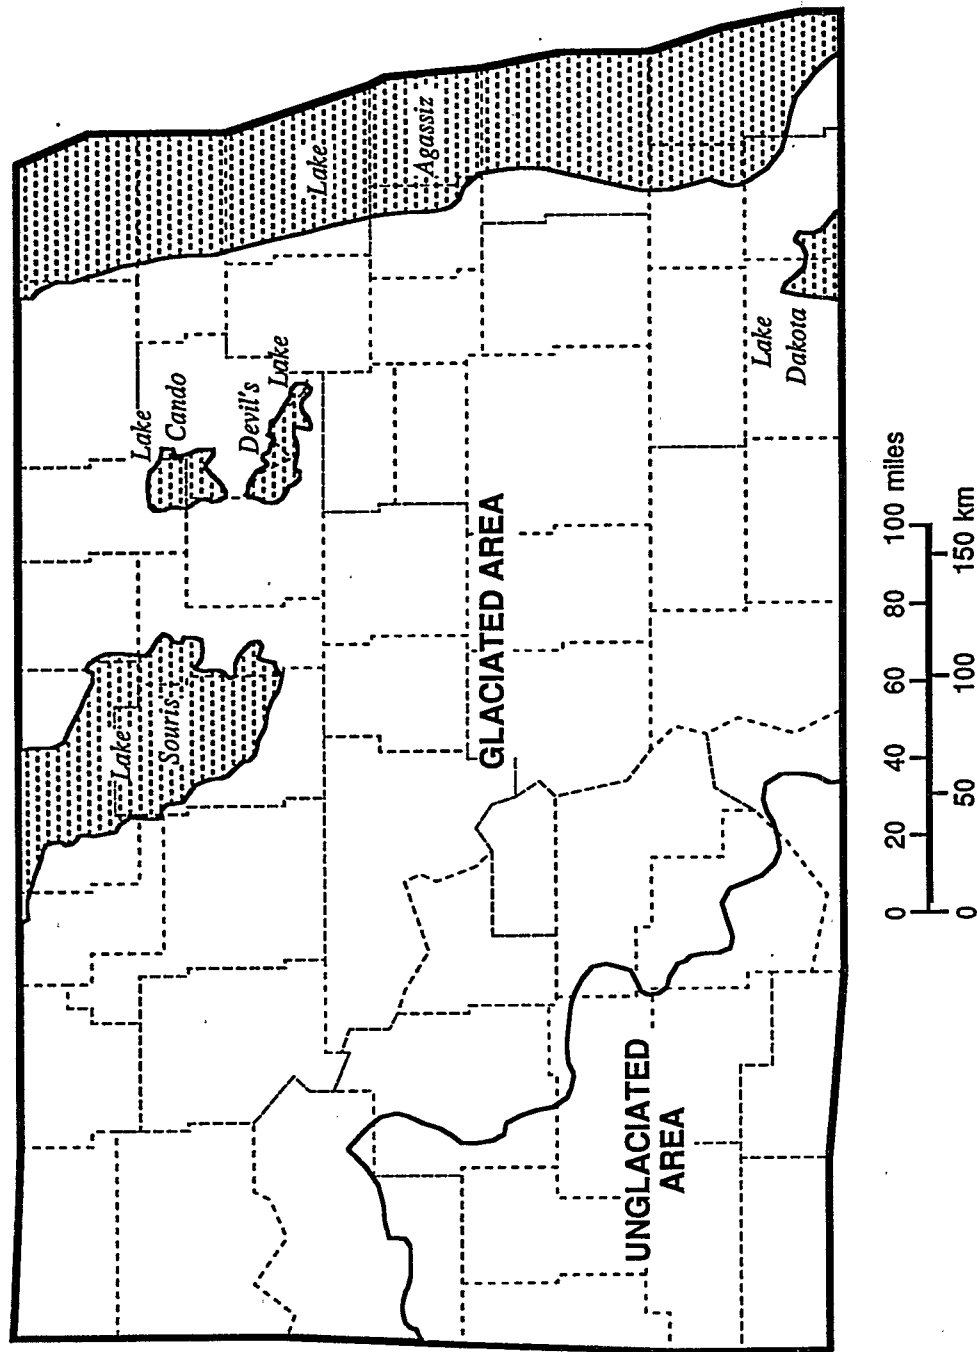 Lake
Souris
Lake
Cando
Devil's
Lake
Lake
Agassiz
GLACIATED AREA
Lake
Dakota
UNGLACIATED
AREA
0 20 40 60 80 100 miles
0 50 100 150 km